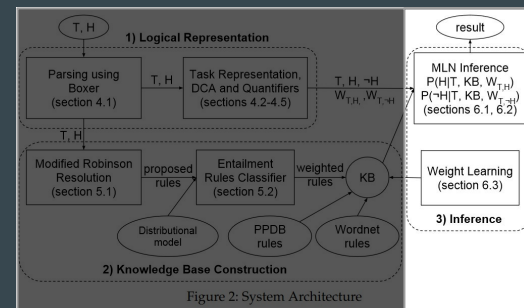 T, H
result
1) Logical Representation
Parsing using
Boxer
(section 4.1)
T, H
Task Representation,
DCA and Quantifiers
(sections 4.2-4.5)
T, H, ¬H
W_T,H, ,W_T,¬H
MLN Inference
P(H|T, KB, W_T,H)
P(¬H|T, KB, W_T,¬H)
(sections 6.1, 6.2)
T, H
Modified Robinson
Resolution
(section 5.1)
proposed
rules
Entailment
Rules Classifier
(section 5.2)
weighted
rules
KB
Weight Learning
(section 6.3)
Distributional
model
PPDB
rules
Wordnet
rules
3) Inference
2) Knowledge Base Construction
Figure 2: System Architecture